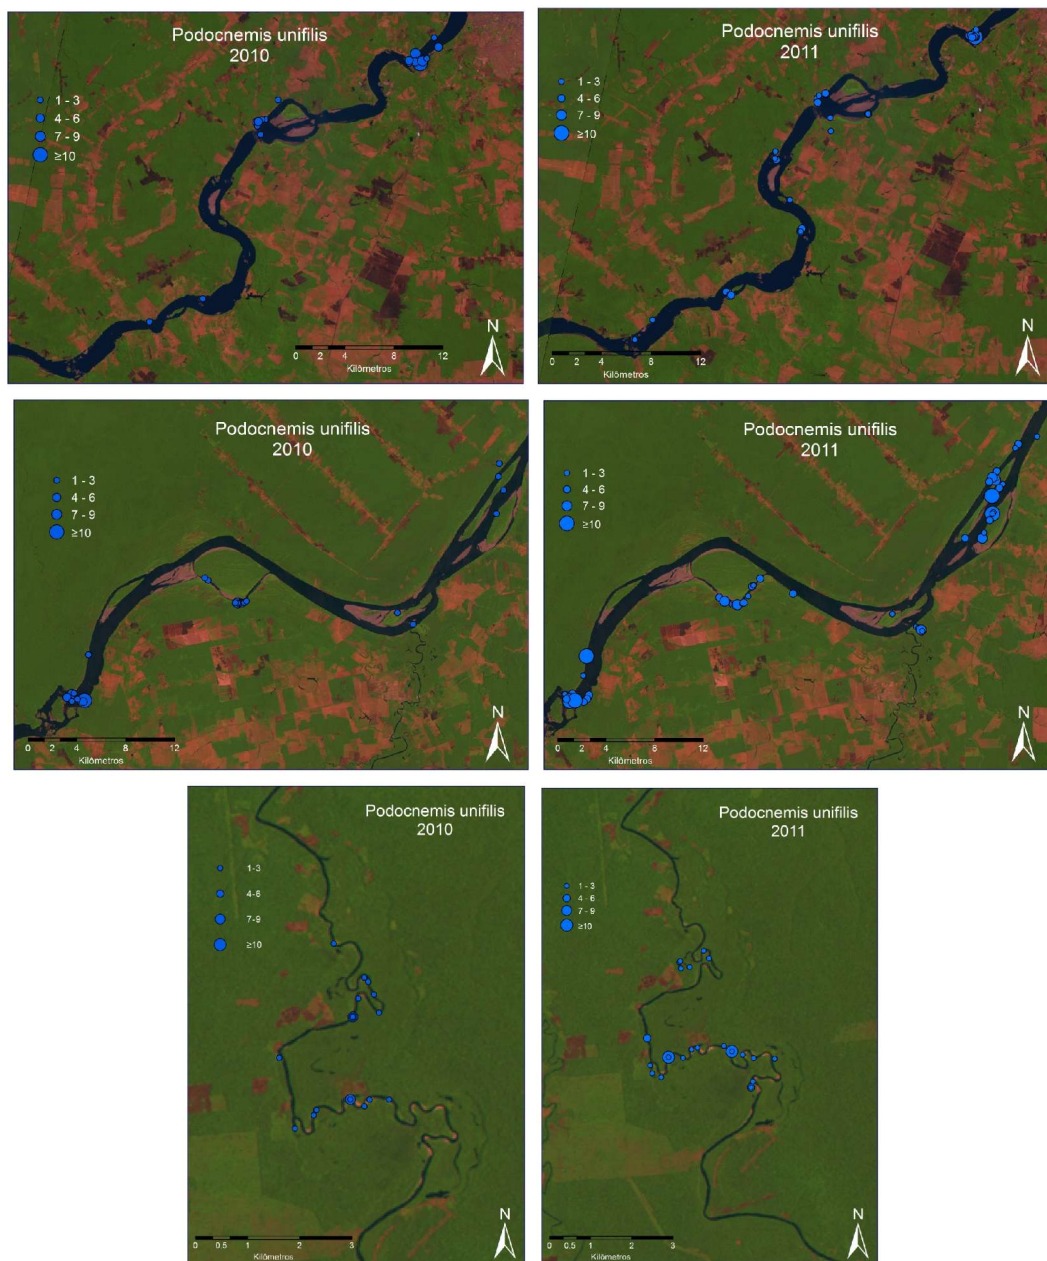 Podocnemis unifilis
2010
1 - 3
4 - 6
7 - 9
≥10
N
0 2 4 8 12
Kilômetros
Podocnemis unifilis
2011
1 - 3
4 - 6
7 - 9
≥10
N
0 2 4 8 12
Kilômetros
Podocnemis unifilis
2010
1 - 3
4 - 6
7 - 9
≥10
N
0 2 4 8 12
Kilômetros
Podocnemis unifilis
2011
1 - 3
4 - 6
7 - 9
≥10
N
0 2 4 8 12
Kilômetros
Podocnemis unifilis
2010
1-3
4-6
7-9
≥10
N
0 0.5 1 2 3
Kilômetros
Podocnemis unifilis
2011
1 - 3
4 - 6
7 - 9
≥10
N
0 0.5 1 2 3
Kilômetros